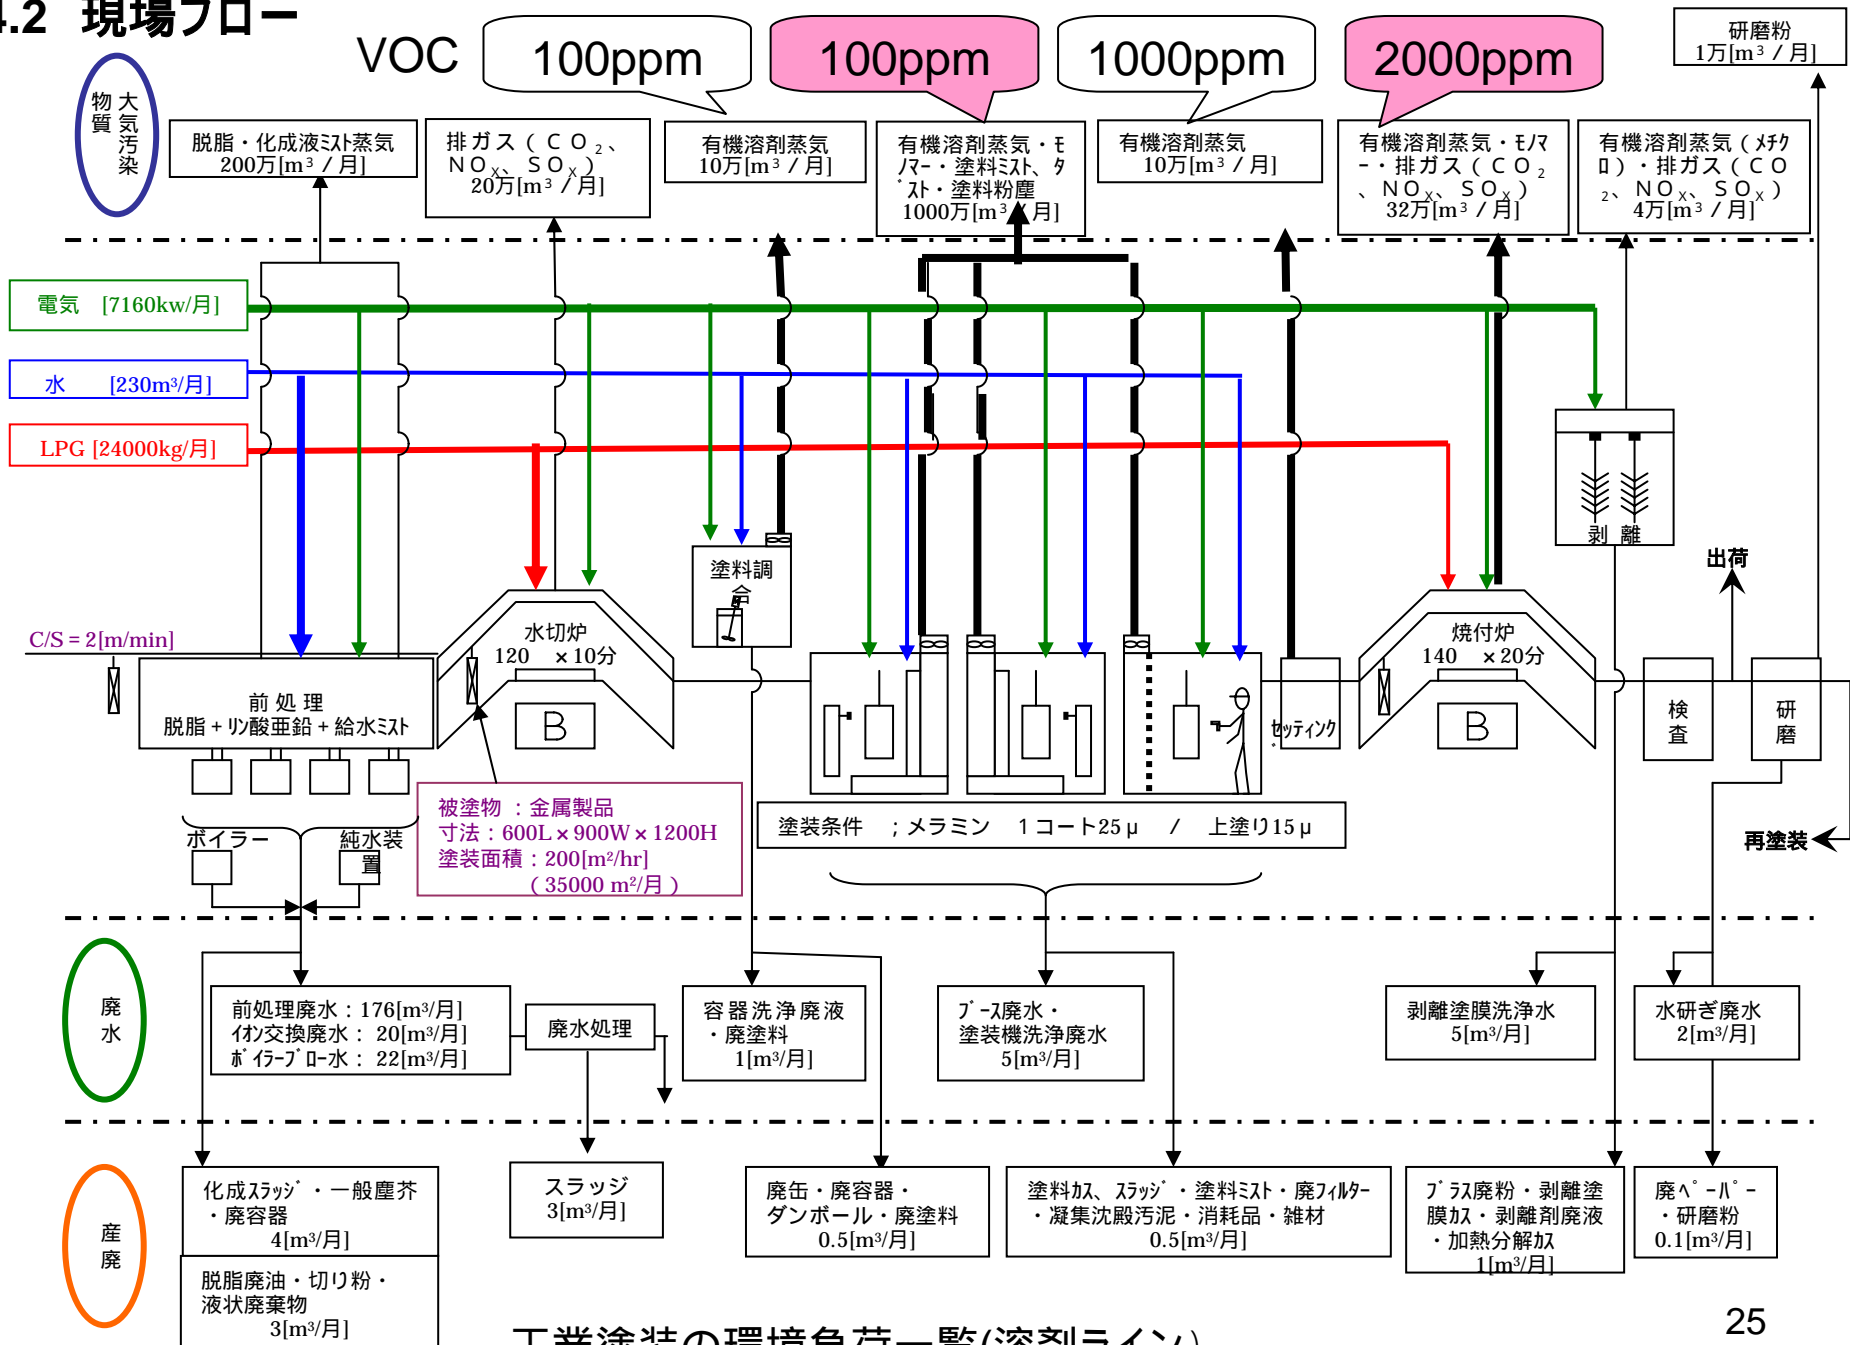 4.2 現場フロー
VOC
100ppm
100ppm
1000ppm
2000ppm
研磨粉
1万[m³/月]
大気汚染
物質
脱脂・化成液ミスト蒸気
200万[m³/月]
排ガス(CO₂、
NOX、SOX)
20万[m³/月]
有機溶剤蒸気
10万[m³/月]
有機溶剤蒸気・モ
ノマー・塗料ミスト、ダ
スト・塗料粉塵
1000万[m³/月]
有機溶剤蒸気
10万[m³/月]
有機溶剤蒸気・モノマ
ー・排ガス(CO₂
、NOX、SOX)
32万[m³/月]
有機溶剤蒸気(メチク
ロ)・排ガス(CO
₂、NOX、SOX)
4万[m³/月]
電気 [7160kw/月]
水 [230m³/月]
LPG [24000kg/月]
剥離
出荷
塗料調
合
C/S = 2[m/min]
水切炉
120 ×10分
焼付炉
140 ×20分
前処理
脱脂+リン酸亜鉛+給水ミスト
B
セッティング
B
検査
研磨
被塗物 :金属製品
寸法:600L×900W×1200H
塗装面積:200[m²/hr]
(35000 m²/月)
塗装条件 ;メラミン 1コート25μ / 上塗り15μ
再塗装
ボイラー
純水装
置
廃水
前処理廃水:176[m³/月]
イオン交換廃水: 20[m³/月]
ボイラーブロー水: 22[m³/月]
廃水処理
容器洗浄廃液
・廃塗料
1[m³/月]
ブース廃水・
塗装機洗浄廃水
5[m³/月]
剥離塗膜洗浄水
5[m³/月]
水研ぎ廃水
2[m³/月]
産廃
化成スラッジ・一般塵芥
・廃容器
4[m³/月]
脱脂廃油・切り粉・
液状廃棄物
3[m³/月]
スラッジ
3[m³/月]
廃缶・廃容器・
ダンボール・廃塗料
0.5[m³/月]
塗料カス、スラッジ・塗料ミスト・廃フィルター
・凝集沈殿汚泥・消耗品・雑材
0.5[m³/月]
ブラス廃粉・剥離塗
膜カス・剥離剤廃液
・加熱分解カス
1[m³/月]
廃ペーパー
・研磨粉
0.1[m³/月]
工業塗装の環境負荷一覧(溶剤ライン)
25